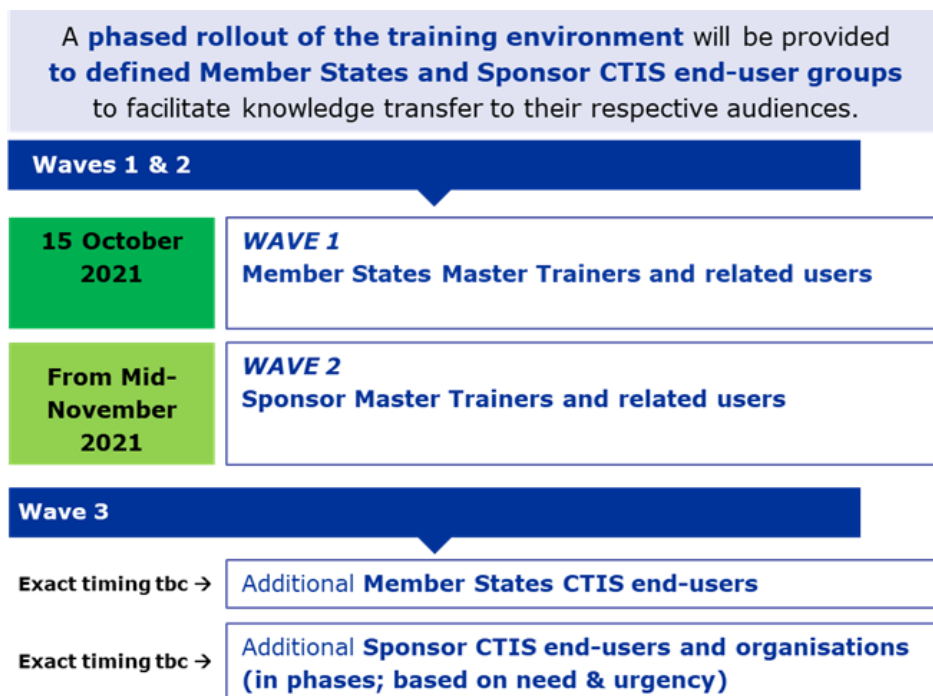 A phased rollout of the training environment will be provided
to defined Member States and Sponsor CTIS end-user groups
to facilitate knowledge transfer to their respective audiences.
Waves 1 & 2
15 October
2021
WAVE 1
Member States Master Trainers and related users
From Mid-
November
2021
WAVE 2
Sponsor Master Trainers and related users
Wave 3
Exact timing tbc →
Additional Member States CTIS end-users
Exact timing tbc →
Additional Sponsor CTIS end-users and organisations
(in phases; based on need & urgency)